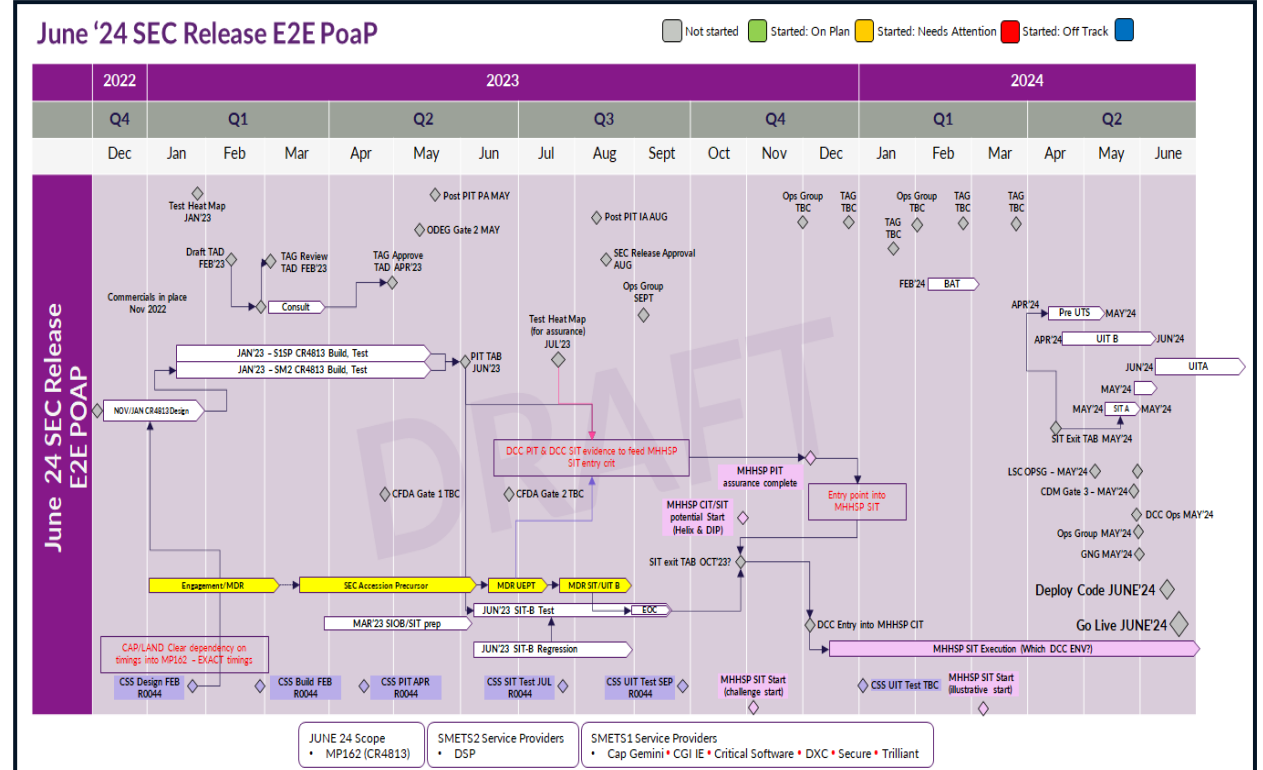 June ‘24 SEC Release E2E PoaP
Not started
Started: On Plan
Started: Needs Attention
Started: Off Track
2022
2023
2024
Q4
Q1
Q2
Q3
Q4
Q1
Q2
Dec
Jan
Feb
Mar
Apr
May
Jun
Jul
Aug
Sept
Oct
Nov
Dec
Jan
Feb
Mar
Apr
May
June
June 24 SEC Release
E2E POAP
DRAFT
Test Heat Map
JAN'23
Post PIT PA MAY
ODEG Gate 2 MAY
Post PIT IA AUG
Ops Group
TBC
TAG
TBC
TAG
TBC
Ops Group
TBC
TAG
TBC
TAG
TBC
Draft TAD
FEB'23
TAG Review
TAD FEB'23
TAG Approve
TAD APR'23
SEC Release Approval
AUG
Ops Group
SEPT
FEB'24
BAT
Commercials in place
Nov 2022
Consult
APR'24
Pre UTS
MAY'24
Test Heat Map
(for assurance)
JUL'23
APR'24
UIT B
JUN'24
JAN'23 – S1SP CR4813 Build, Test
JAN'23 – SM2 CR4813 Build, Test
PIT TAB
JUN'23
JUN'24
UITA
MAY'24
NOV/JAN CR4813 Design
MAY'24
SIT A
MAY'24
SIT Exit TAB MAY'24
DCC PIT & DCC SIT evidence to feed MHHSP
SIT entry crit
MHHSP PIT
assurance complete
LSC OPSG – MAY'24
CFDA Gate 1 TBC
CFDA Gate 2 TBC
Entry point into
MHHSP SIT
CDM Gate 3 – MAY'24
MHHSP CIT/SIT
potential Start
(Helix & DIP)
DCC Ops MAY'24
Ops Group MAY'24
SIT exit TAB OCT'23?
GNG MAY'24
Engagement/MDR
SEC Accession Precursor
MDR UEPT
MDR SIT/UIT B
Deploy Code JUNE'24
JUN'23 SIT-B Test
EOC
MAR'23 SIOB/SIT prep
DCC Entry into MHHSP CIT
Go Live JUNE'24
CAP/LAND Clear dependency on
timings into MP162 – EXACT timings
JUN'23 SIT-B Regression
MHHSP SIT Execution (Which DCC ENV?)
CSS Design FEB
R0044
CSS Build FEB
R0044
CSS PIT APR
R0044
CSS SIT Test JUL
R0044
CSS UIT Test SEP
R0044
MHHSP SIT Start
(challenge start)
CSS UIT Test TBC
MHHSP SIT Start
(illustrative start)
JUNE 24 Scope
• MP162 (CR4813)
SMETS2 Service Providers
• DSP
SMETS1 Service Providers
• Cap Gemini • CGI IE • Critical Software • DXC • Secure • Trilliant